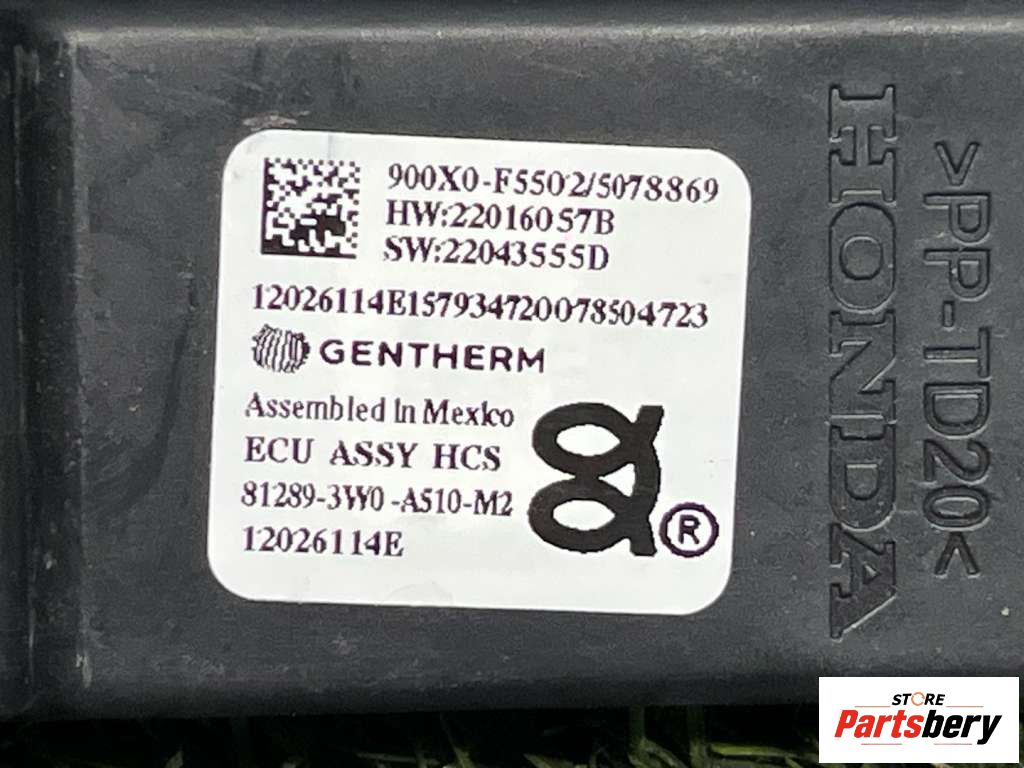 900X0-F5502/5078869
HW:22016057B
SW:22043555D
12026114E157934720078504723
GENTHERM
Assembled In Mexico
ECU ASSY HCS
81289-3W0-A510-M2
12026114E
®
HONDA
>PP-TD20<
STORE
Partsbery